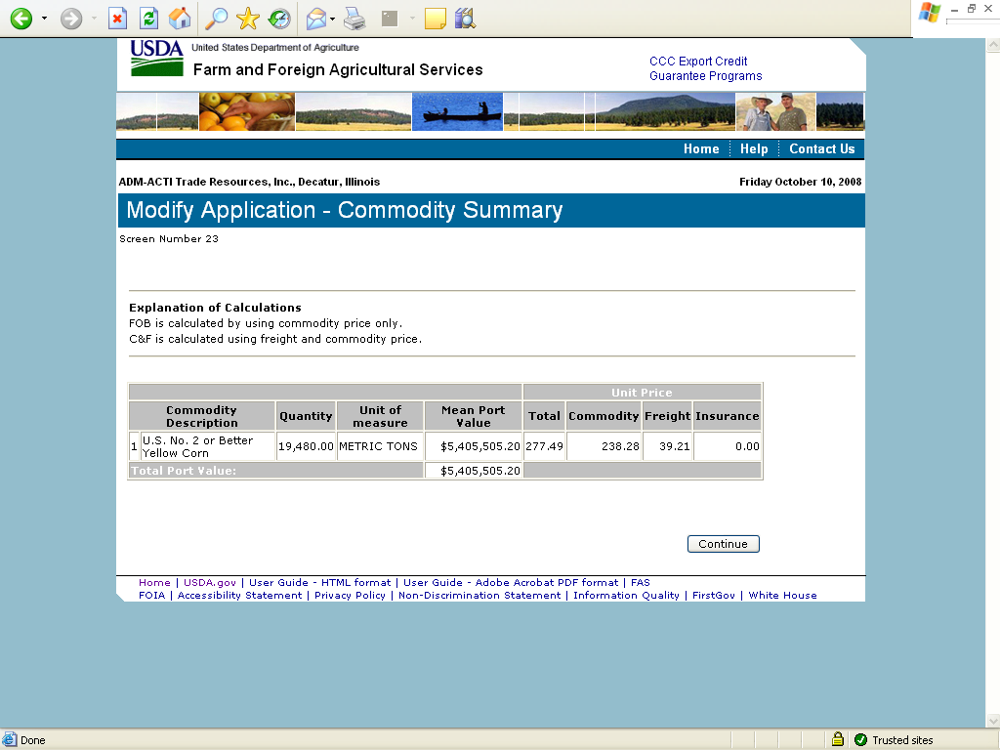 USDA United States Department of Agriculture
Farm and Foreign Agricultural Services
CCC Export Credit
Guarantee Programs
Home Help Contact Us
ADM-ACTI Trade Resources, Inc., Decatur, Illinois Friday October 10, 2008
Modify Application - Commodity Summary
Screen Number 23
Explanation of Calculations
FOB is calculated by using commodity price only.
C&F is calculated using freight and commodity price.
Unit Price
Commodity Description Quantity Unit of measure Mean Port Value Total Commodity Freight Insurance
1 U.S. No. 2 or Better Yellow Corn 19,480.00 METRIC TONS $5,405,505.20 277.49 238.28 39.21 0.00
Total Port Value: $5,405,505.20
Continue
Home | USDA.gov | User Guide - HTML format | User Guide - Adobe Acrobat PDF format | FAS
FOIA | Accessibility Statement | Privacy Policy | Non-Discrimination Statement | Information Quality | FirstGov | White House
Done Trusted sites